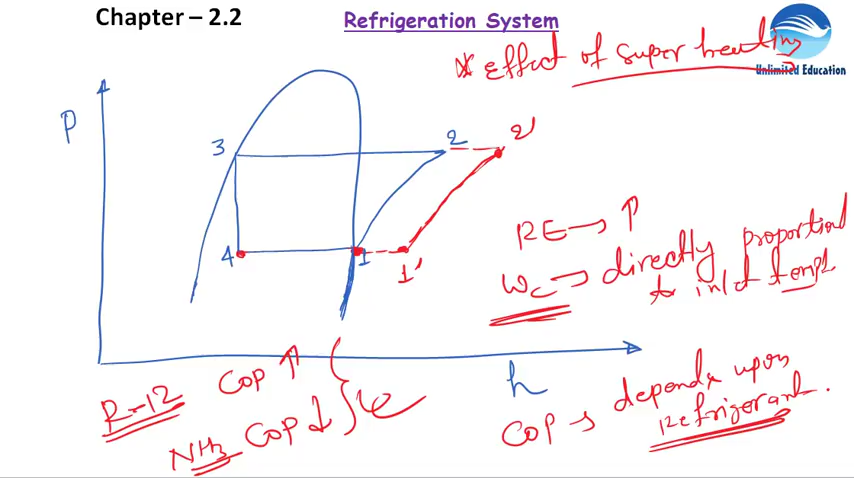 Chapter – 2.2
Refrigeration System
* effect of super heating
Unlimited Education
P
3
2
2'
4
1
1'
RE → ↑
Wc → directly proportional
to inlet tempt
h
R-12 COP ↑
NH3 COP ↓
COP → depends upon
Refrigerant.